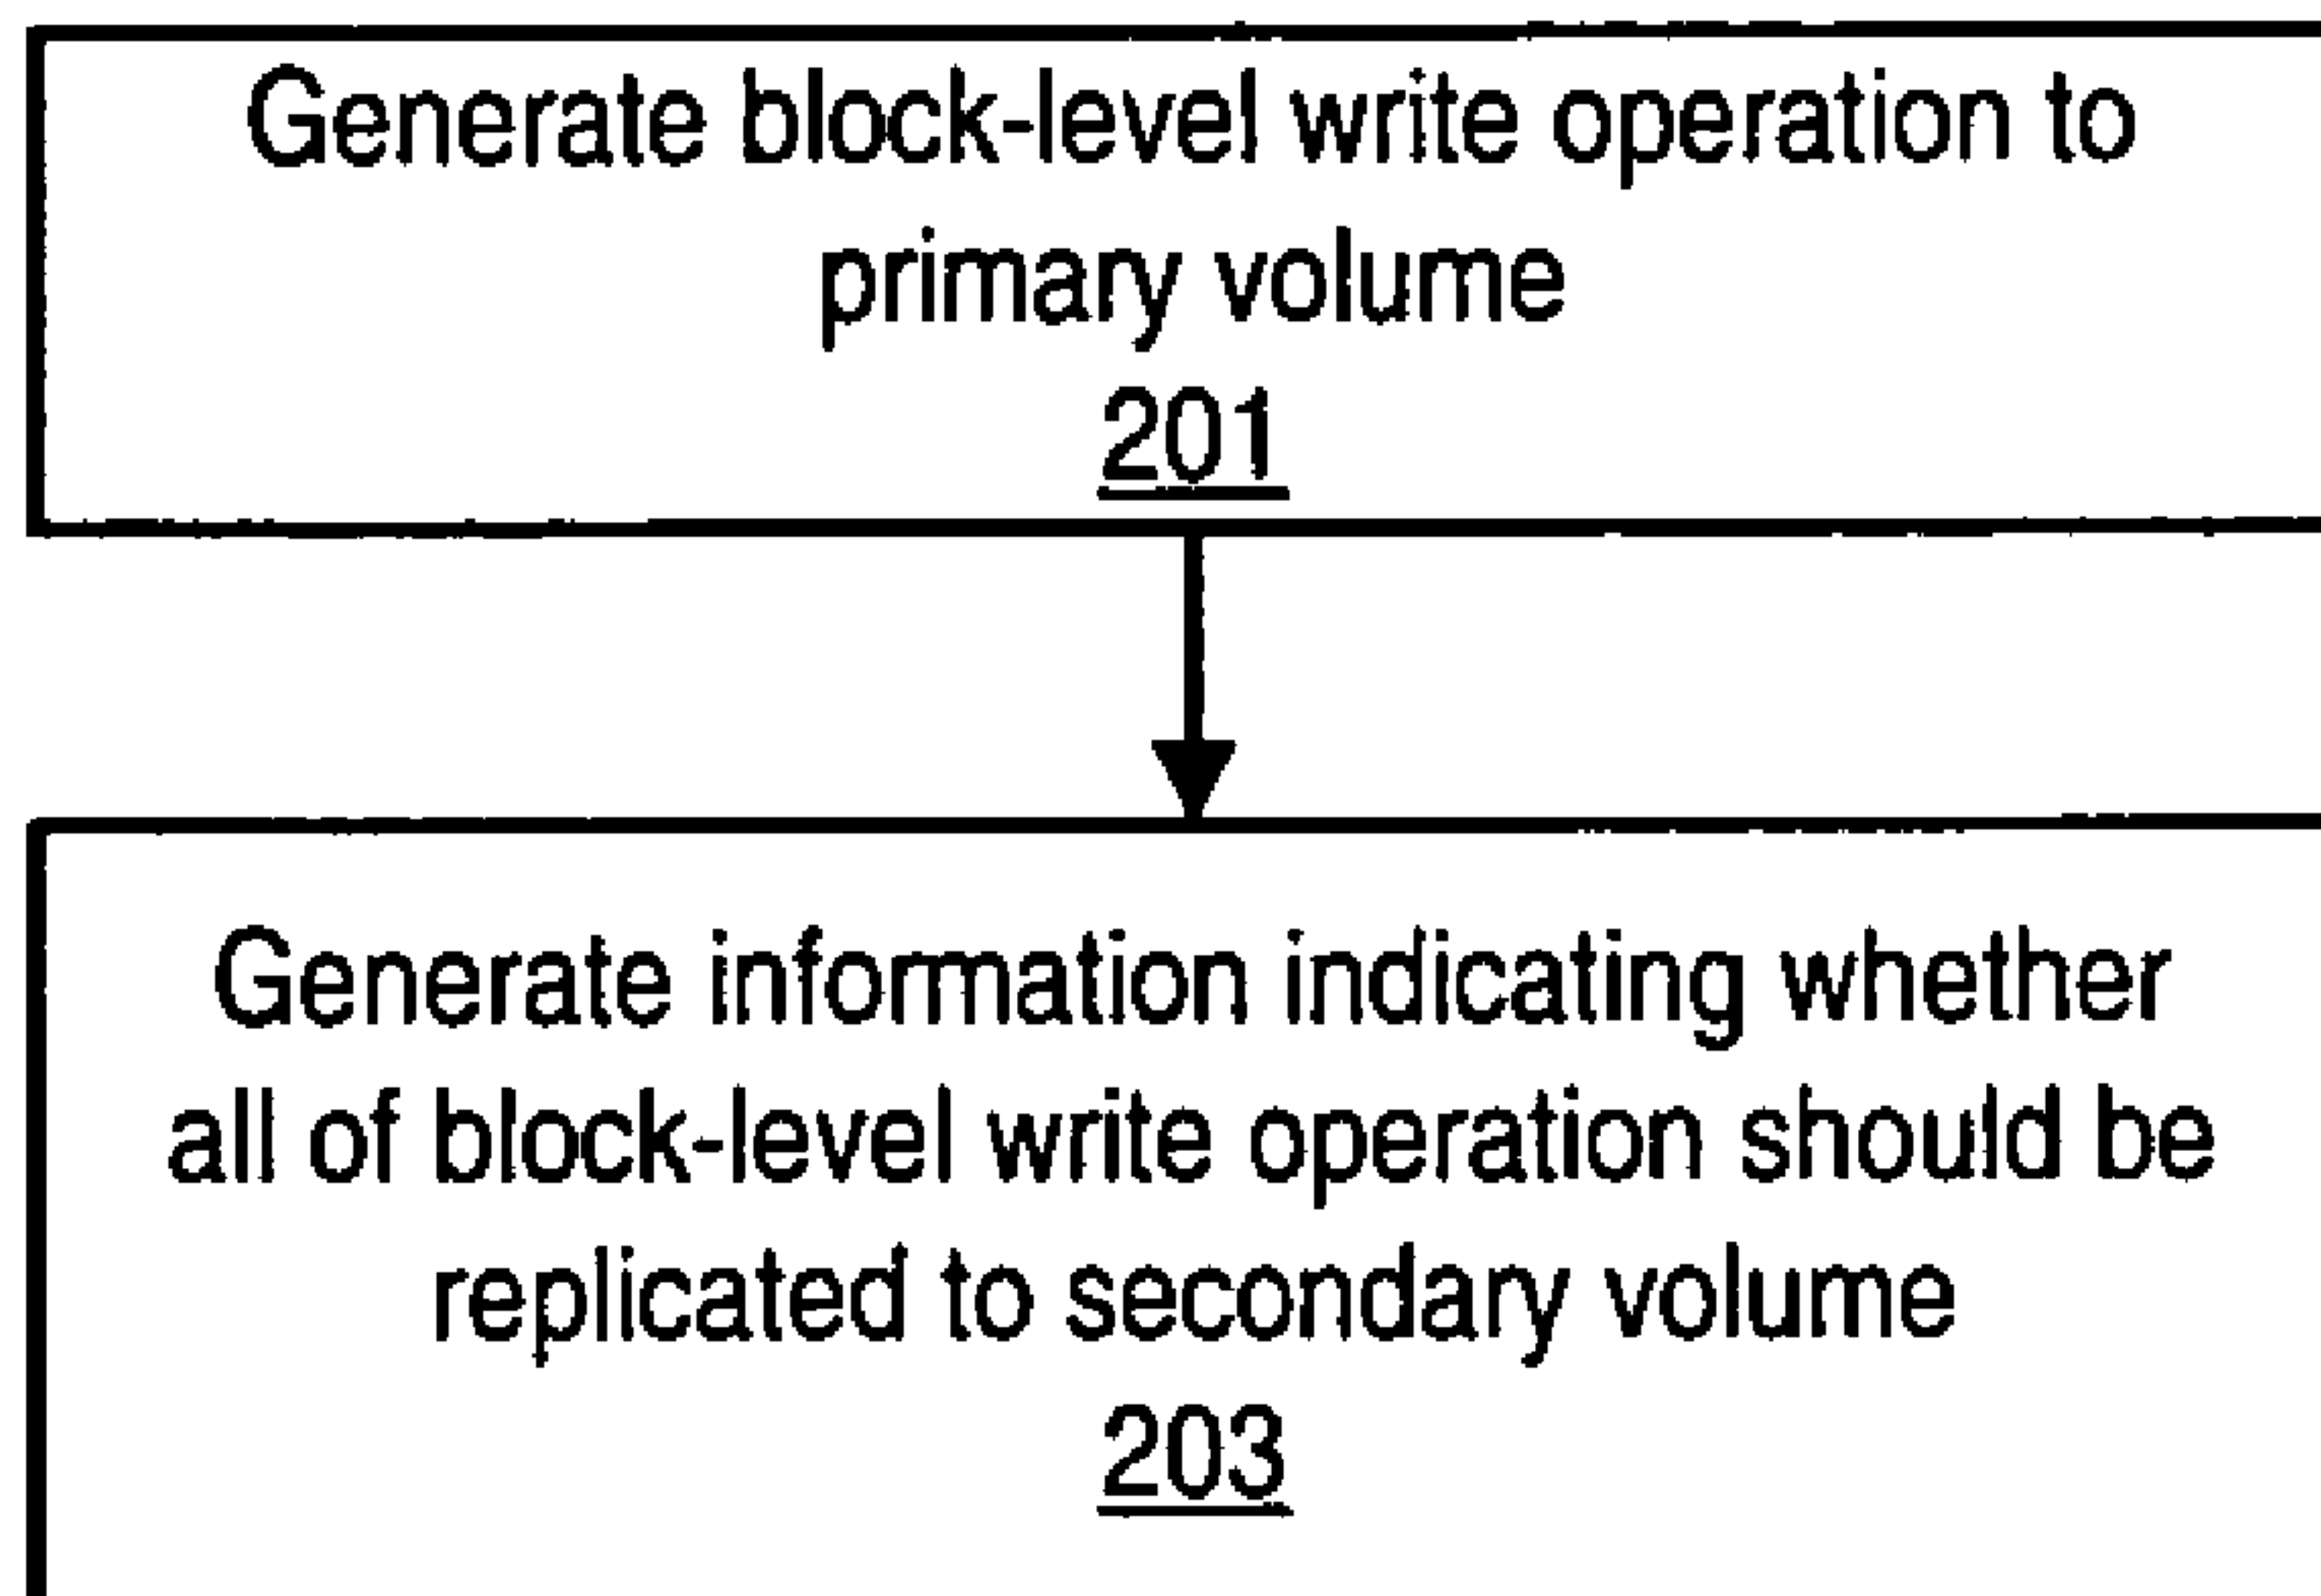 Generate block-level write operation to
primary volume
201
Generate information indicating whether
all of block-level write operation should be
replicated to secondary volume
203